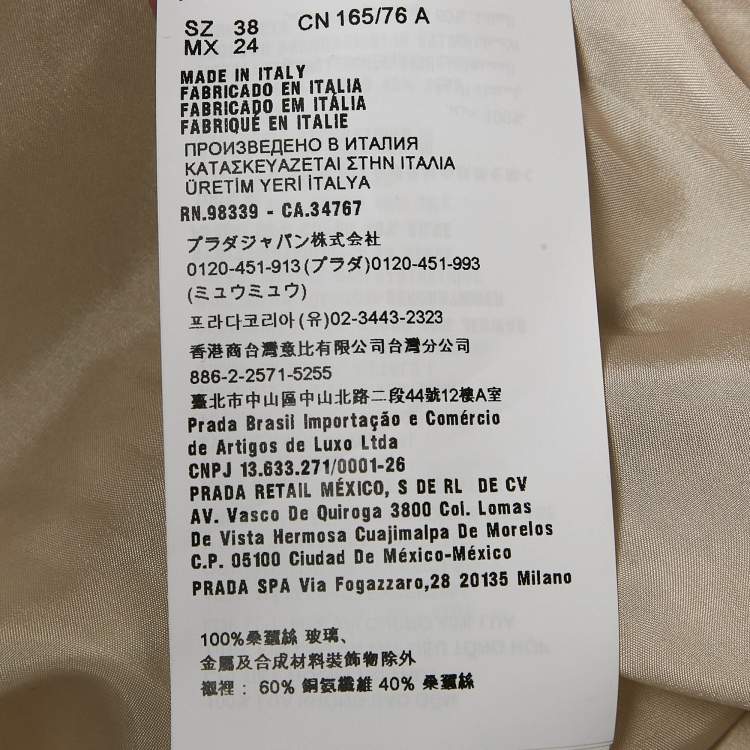 SZ 38 CN 165/76 A
MX 24
MADE IN ITALY
FABRICADO EN ITALIA
FABRICADO EM ITÁLIA
FABRIQUÉ EN ITALIE
ПРОИЗВЕДЕНО В ИТАЛИЯ
ΚΑΤΑΣΚΕΥΑΖΕΤΑΙ ΣΤΗΝ ΙΤΑΛΙΑ
ÜRETİM YERİ İTALYA
RN.98339 - CA.34767
プラダジャパン株式会社
0120-451-913(プラダ)0120-451-993
(ミュウミュウ)
프라다코리아(유)02-3443-2323
香港商台灣意比有限公司台灣分公司
886-2-2571-5255
臺北市中山區中山北路二段44號12樓A室
Prada Brasil Importação e Comércio
de Artigos de Luxo Ltda
CNPJ 13.633.271/0001-26
PRADA RETAIL MÉXICO, S DE RL DE CV
AV. Vasco De Quiroga 3800 Col. Lomas
De Vista Hermosa Cuajimalpa De Morelos
C.P. 05100 Ciudad De México-México
PRADA SPA Via Fogazzaro,28 20135 Milano
100%桑蠶絲 玻璃、
金屬及合成材料裝飾物除外
襯裡： 60% 銅氨纖維 40% 桑蠶絲